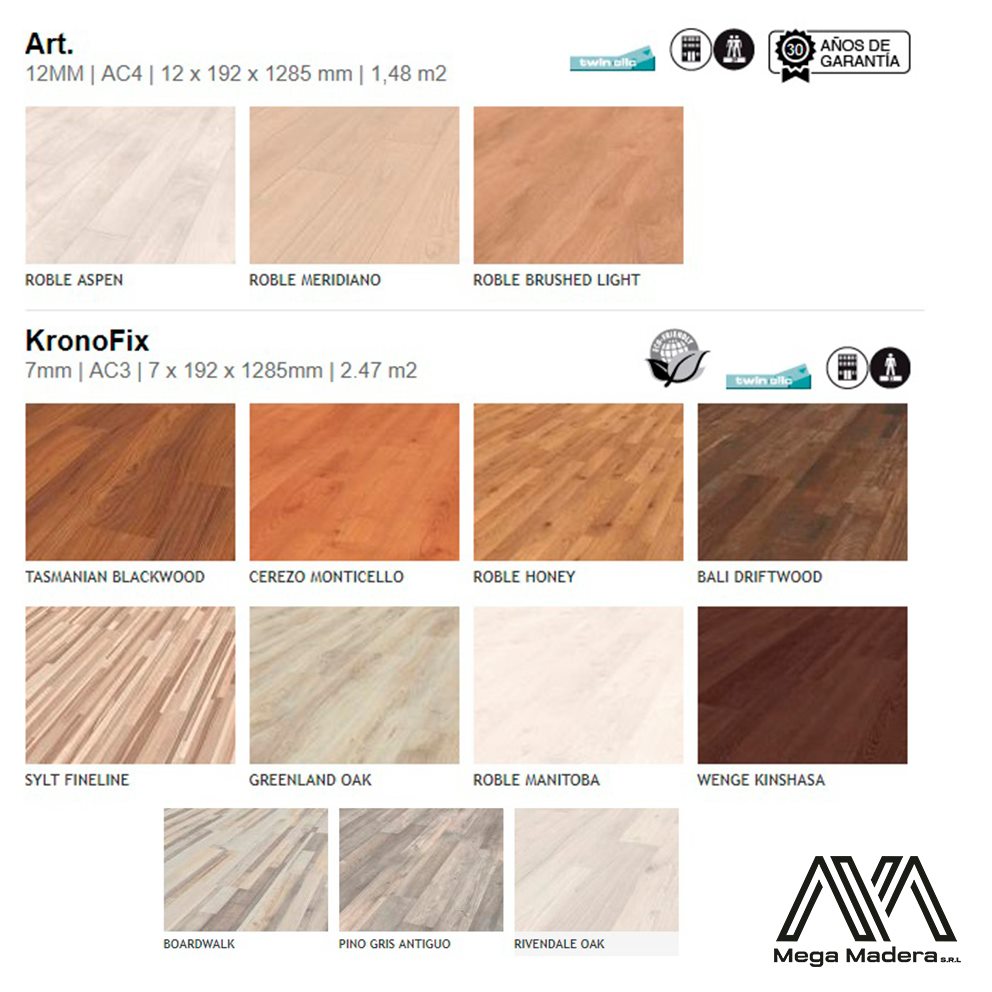 Art.
12MM | AC4 | 12 x 192 x 1285 mm | 1,48 m2
twin clic
30 AÑOS DE
GARANTÍA
ROBLE ASPEN
ROBLE MERIDIANO
ROBLE BRUSHED LIGHT
KronoFix
7mm | AC3 | 7 x 192 x 1285mm | 2.47 m2
ECO-FRIENDLY
twin clic
TASMANIAN BLACKWOOD
CEREZO MONTICELLO
ROBLE HONEY
BALI DRIFTWOOD
SYLT FINELINE
GREENLAND OAK
ROBLE MANITOBA
WENGE KINSHASA
BOARDWALK
PINO GRIS ANTIGUO
RIVENDALE OAK
Mega Madera S.R.L